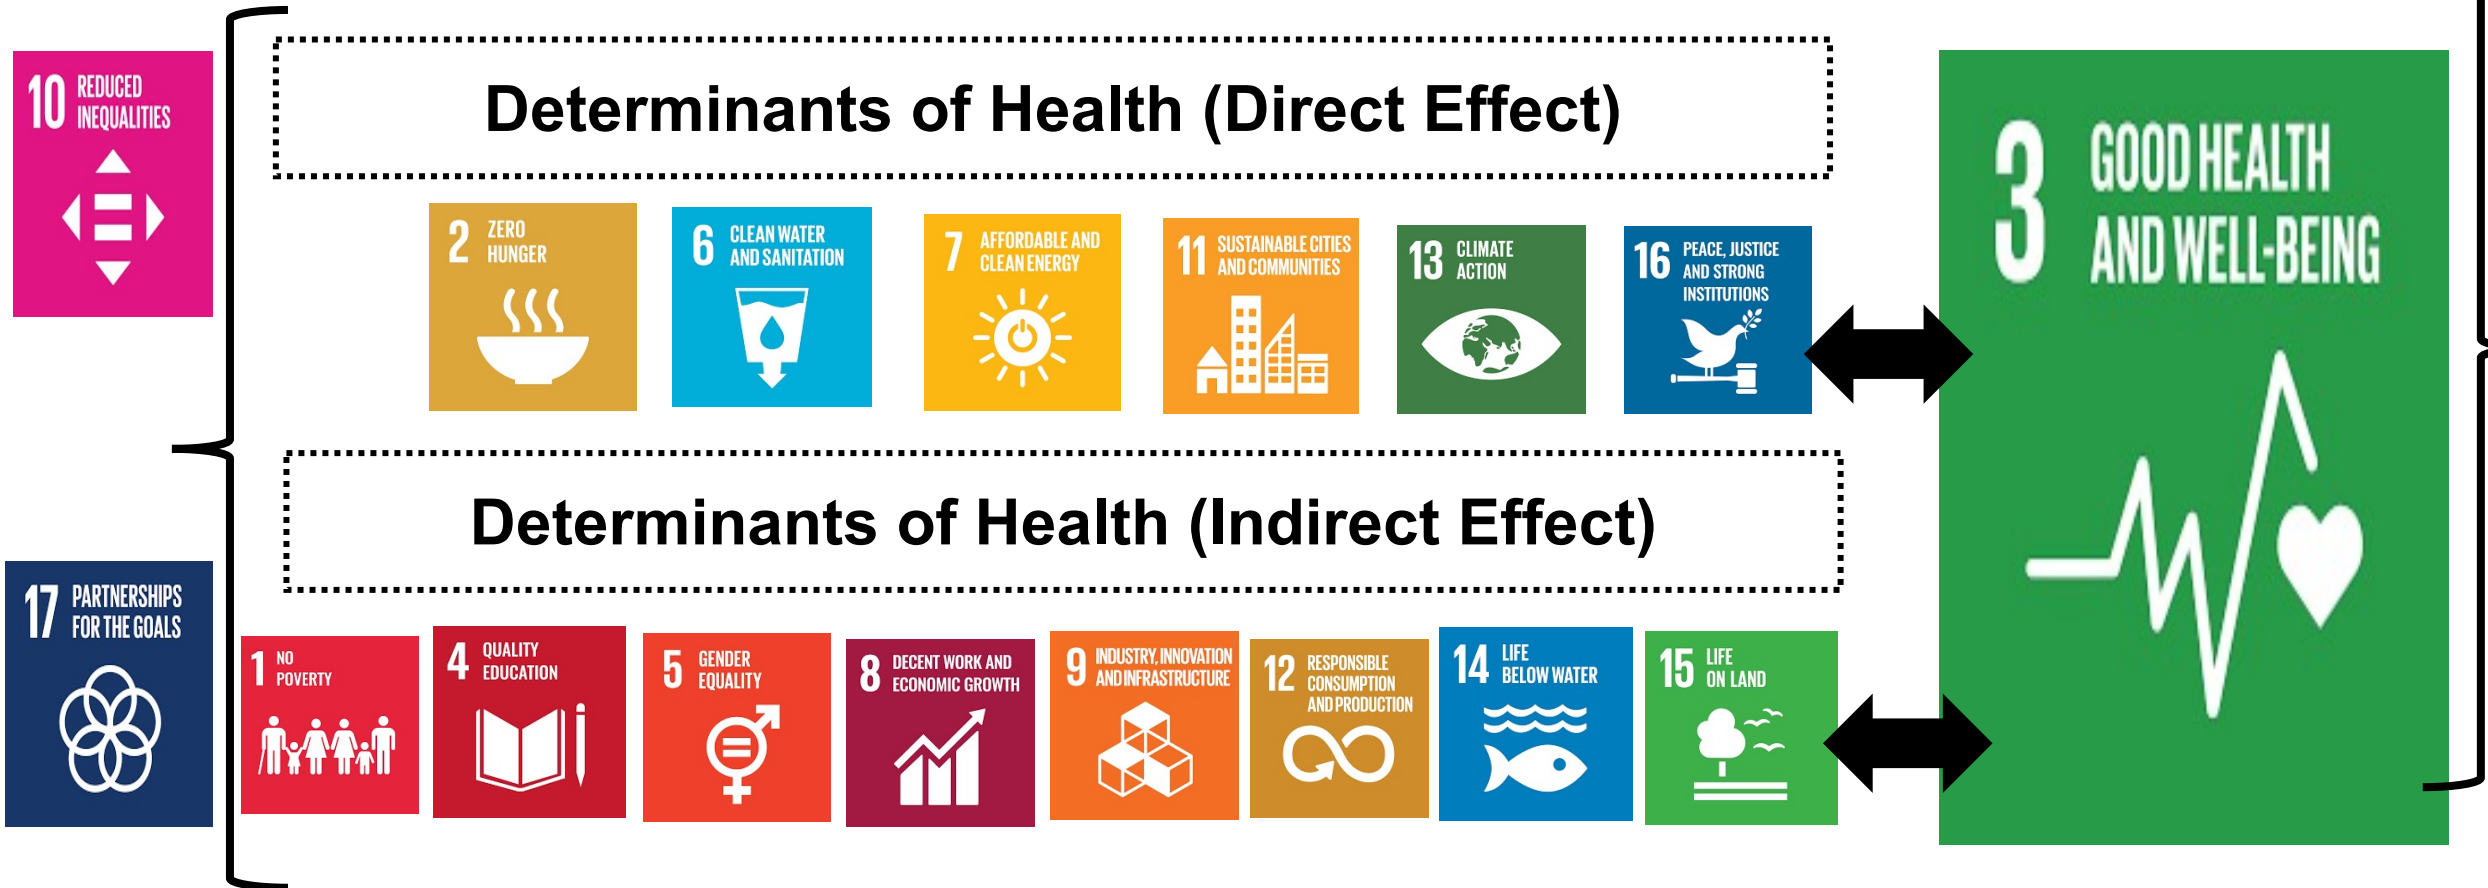 10 REDUCED
INEQUALITIES
17 PARTNERSHIPS
FOR THE GOALS
Determinants of Health (Direct Effect)
2 ZERO
HUNGER
6 CLEAN WATER
AND SANITATION
7 AFFORDABLE AND
CLEAN ENERGY
11 SUSTAINABLE CITIES
AND COMMUNITIES
13 CLIMATE
ACTION
16 PEACE, JUSTICE
AND STRONG
INSTITUTIONS
Determinants of Health (Indirect Effect)
1 NO
POVERTY
4 QUALITY
EDUCATION
5 GENDER
EQUALITY
8 DECENT WORK AND
ECONOMIC GROWTH
9 INDUSTRY, INNOVATION
AND INFRASTRUCTURE
12 RESPONSIBLE
CONSUMPTION
AND PRODUCTION
14 LIFE
BELOW WATER
15 LIFE
ON LAND
3 GOOD HEALTH
AND WELL-BEING